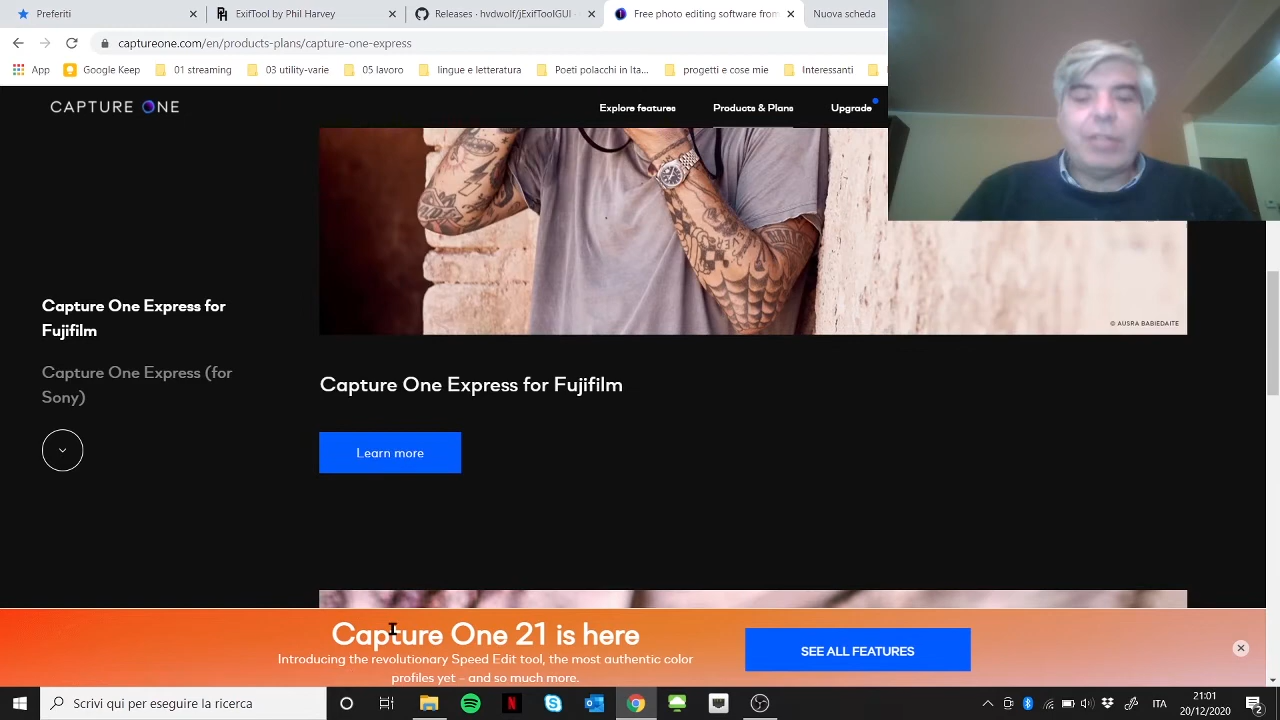 Preferiti
ExifTool by Phil Harvey
Releases · hvdwolf/jExifToolGUI ·
Free photo editing software from
Nuova scheda
captureone.com/en/products-plans/capture-one-express
App
Google Keep
01 streaming
03 utility-varie
05 lavoro
lingue e letteratura
Poeti polacchi in Ita...
progetti e cose mie
Interessanti
CAPTURE ONE
Explore features
Products & Plans
Upgrade
© AUSRA BABIEDAITE
Capture One Express for
Fujifilm
Capture One Express (for
Sony)
Capture One Express for Fujifilm
Learn more
Capture One 21 is here
Introducing the revolutionary Speed Edit tool, the most authentic color
profiles yet – and so much more.
SEE ALL FEATURES
Scrivi qui per eseguire la ricerca
ITA
21:01
20/12/2020
2